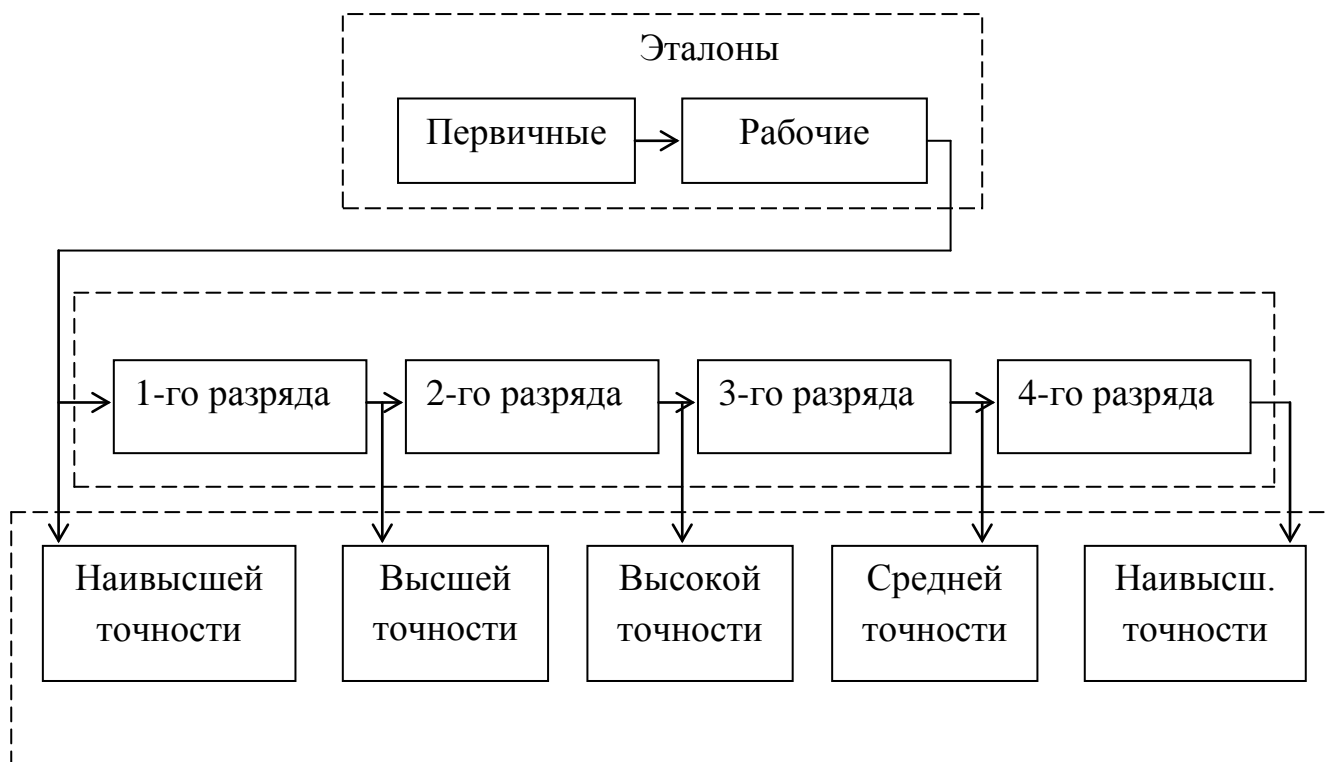 Эталоны
Первичные
Рабочие
1-го разряда
2-го разряда
3-го разряда
4-го разряда
Наивысшей
точности
Высшей
точности
Высокой
точности
Средней
точности
Наивысш.
точности